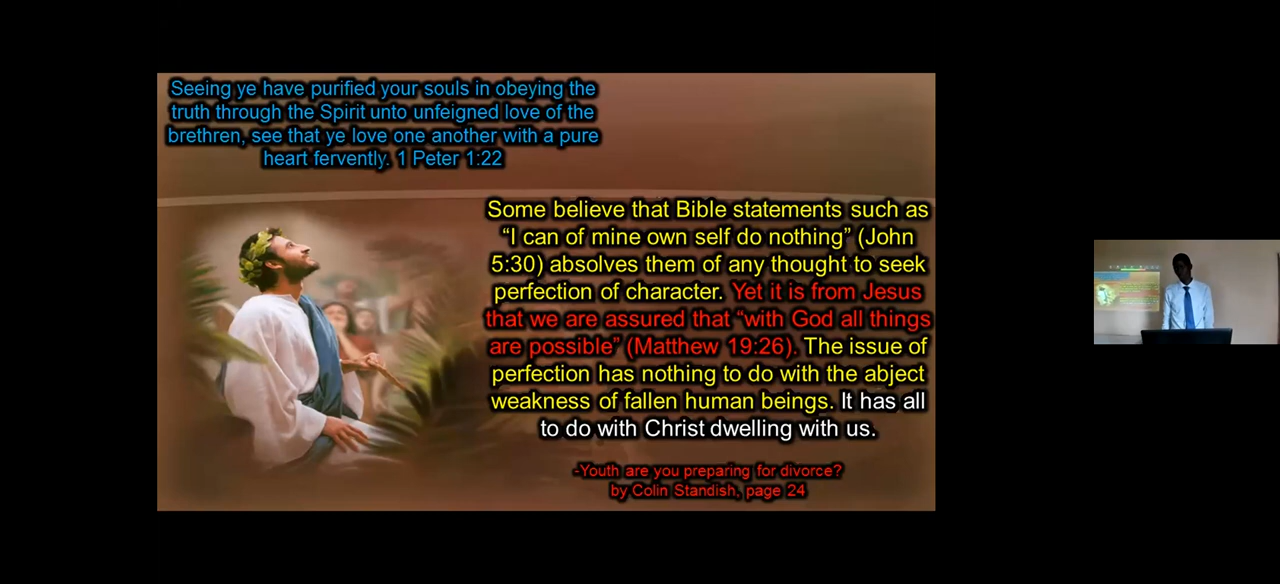 Seeing ye have purified your souls in obeying the
truth through the Spirit unto unfeigned love of the
brethren, see that ye love one another with a pure
heart fervently. 1 Peter 1:22
Some believe that Bible statements such as
“I can of mine own self do nothing” (John
5:30) absolves them of any thought to seek
perfection of character. Yet it is from Jesus
that we are assured that “with God all things
are possible” (Matthew 19:26). The issue of
perfection has nothing to do with the abject
weakness of fallen human beings. It has all
to do with Christ dwelling with us.
-Youth are you preparing for divorce?
by Colin Standish, page 24